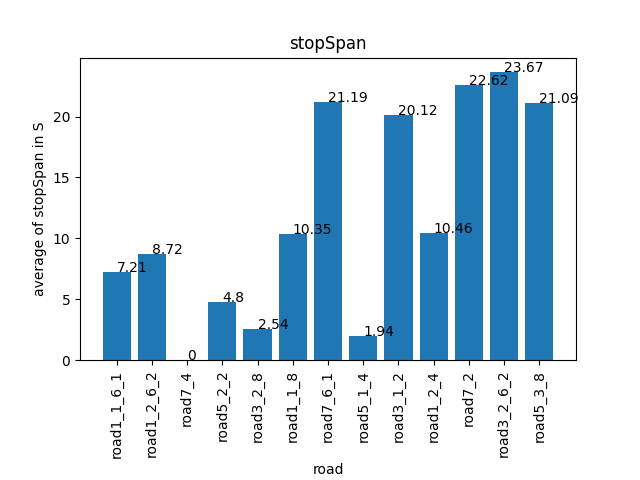 stopSpan
average of stopSpan in S
20
15
10
5
0
7.21
8.72
0
4.8
2.54
10.35
21.19
1.94
20.12
10.46
22.62
23.67
21.09
road1_1_6_1
road1_2_6_2
road7_4
road5_2_2
road3_2_8
road1_1_8
road7_6_1
road5_1_4
road3_1_2
road1_2_4
road7_2
road3_2_6_2
road5_3_8
road